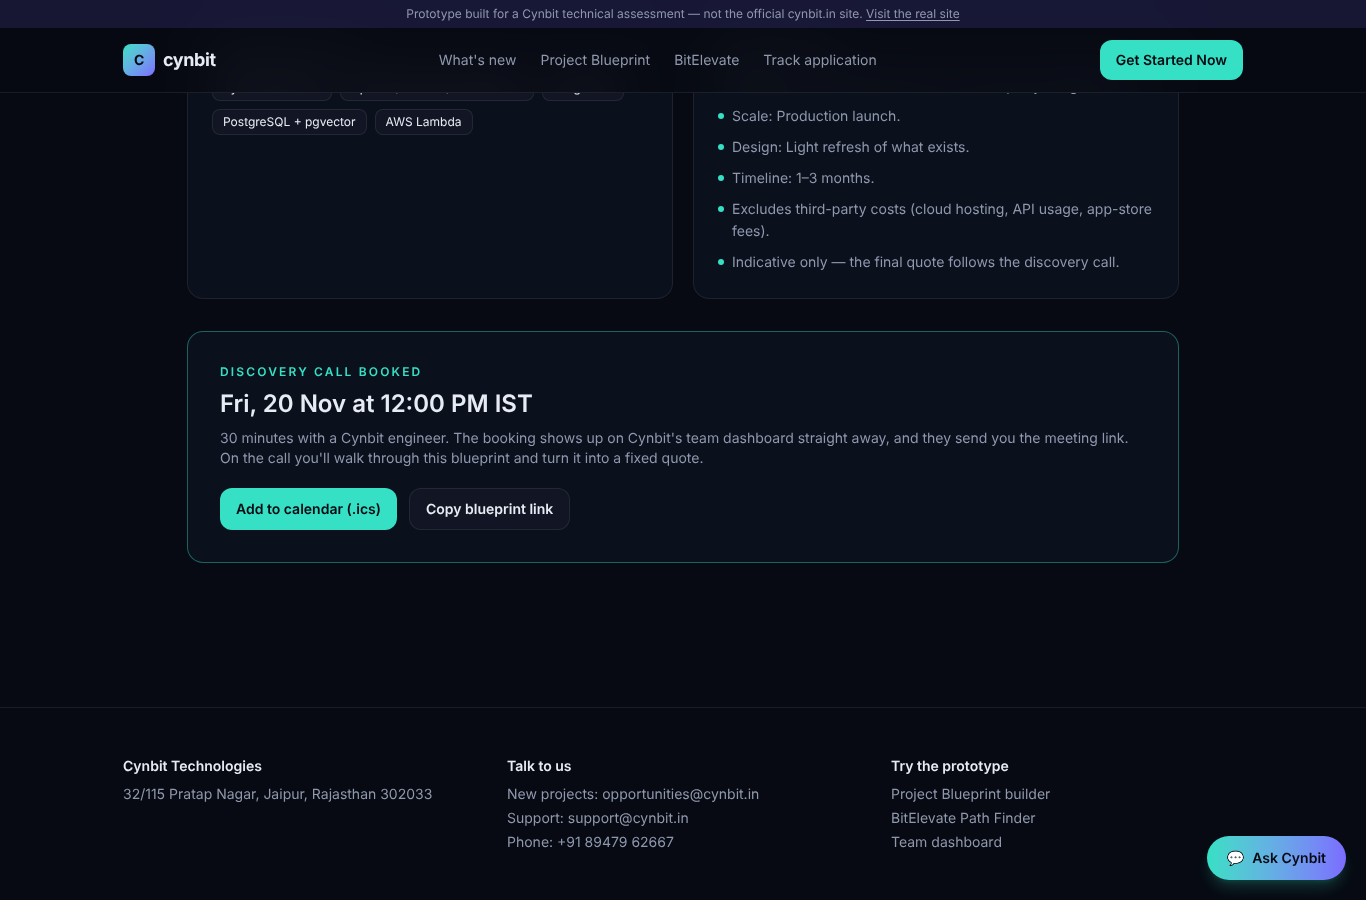 Prototype built for a Cynbit technical assessment — not the official cynbit.in site. Visit the real site
C cynbit
What's new
Project Blueprint
BitElevate
Track application
Get Started Now
PostgreSQL + pgvector
AWS Lambda
Scale: Production launch.
Design: Light refresh of what exists.
Timeline: 1–3 months.
Excludes third-party costs (cloud hosting, API usage, app-store
fees).
Indicative only — the final quote follows the discovery call.
DISCOVERY CALL BOOKED
Fri, 20 Nov at 12:00 PM IST
30 minutes with a Cynbit engineer. The booking shows up on Cynbit's team dashboard straight away, and they send you the meeting link.
On the call you'll walk through this blueprint and turn it into a fixed quote.
Add to calendar (.ics)
Copy blueprint link
Cynbit Technologies
32/115 Pratap Nagar, Jaipur, Rajasthan 302033
Talk to us
New projects: opportunities@cynbit.in
Support: support@cynbit.in
Phone: +91 89479 62667
Try the prototype
Project Blueprint builder
BitElevate Path Finder
Team dashboard
Ask Cynbit